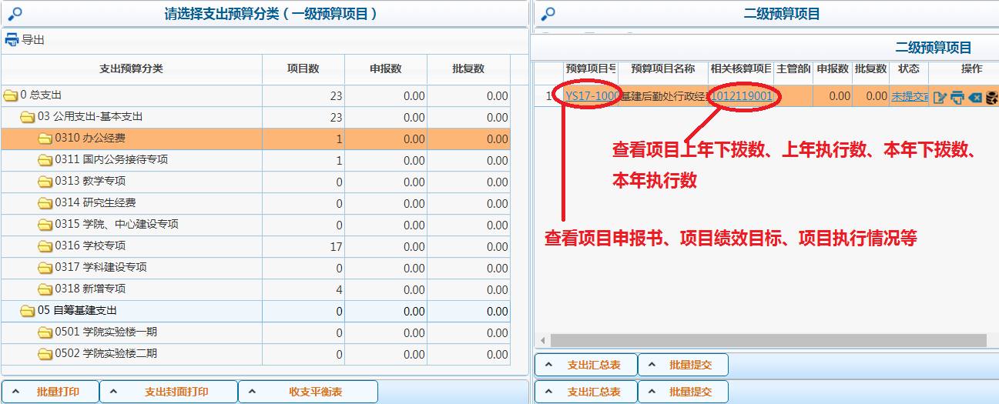 请选择支出预算分类（一级预算项目）
导出
支出预算分类 项目数 申报数 批复数
0 总支出 23 0.00 0.00
03 公用支出-基本支出 23 0.00 0.00
0310 办公经费 1 0.00 0.00
0311 国内公务接待专项 1 0.00 0.00
0313 教学专项 0 0.00 0.00
0314 研究生经费 0 0.00 0.00
0315 学院、中心建设专项 0 0.00 0.00
0316 学校专项 17 0.00 0.00
0317 学科建设专项 0 0.00 0.00
0318 新增专项 4 0.00 0.00
05 自筹基建支出 0 0.00 0.00
0501 学院实验楼一期 0 0.00 0.00
0502 学院实验楼二期 0 0.00 0.00
批量打印 支出封面打印 收支平衡表
二级预算项目
二级预算项目
预算项目号 预算项目名称 相关核算项目 主管部 申报数 批复数 状态 操作
1 YS17-1000 基建后勤处行政经 1012119001 0.00 0.00 未提交
查看项目上年下拨数、上年执行数、本年下拨数、
本年执行数
查看项目申报书、项目绩效目标、项目执行情况等
支出汇总表 批量提交
支出汇总表 批量提交